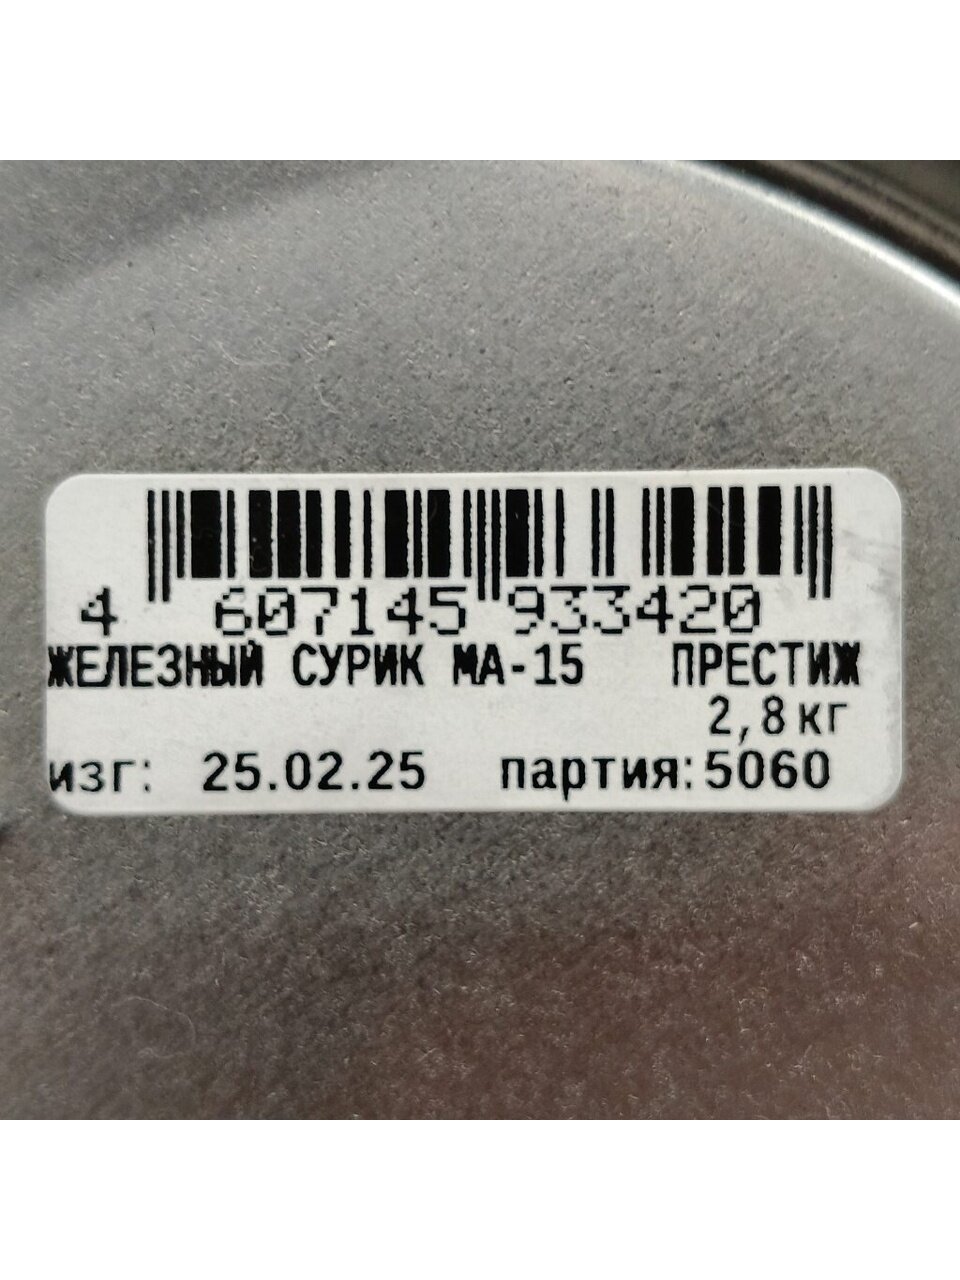 4 607145 933420
ЖЕЛЕЗНЫЙ СУРИК МА-15 ПРЕСТИЖ
2,8кг
изг: 25.02.25 партия:5060